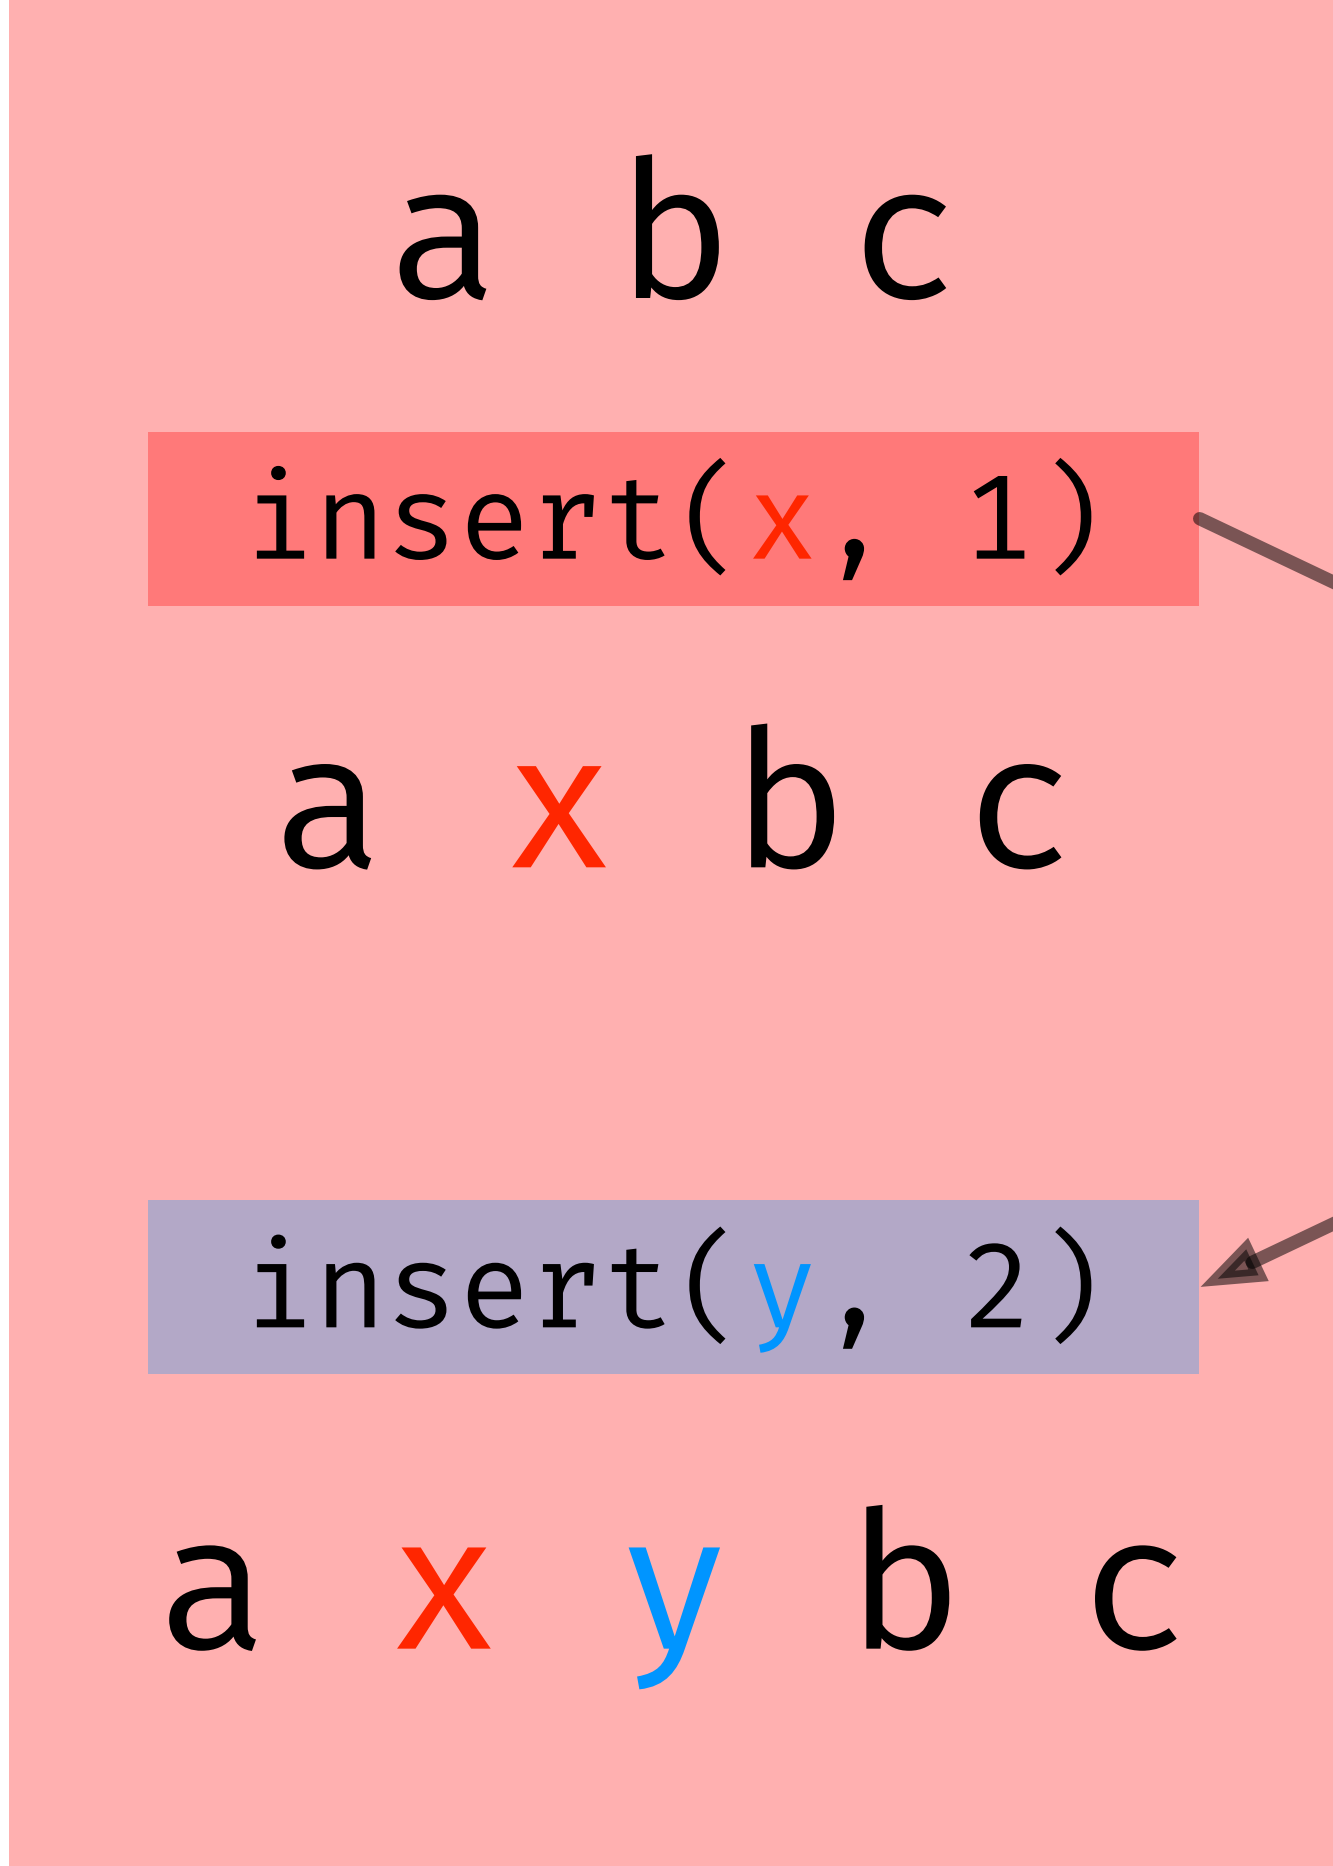 a b c
insert(x, 1)
a x b c
insert(y, 2)
a x y b c